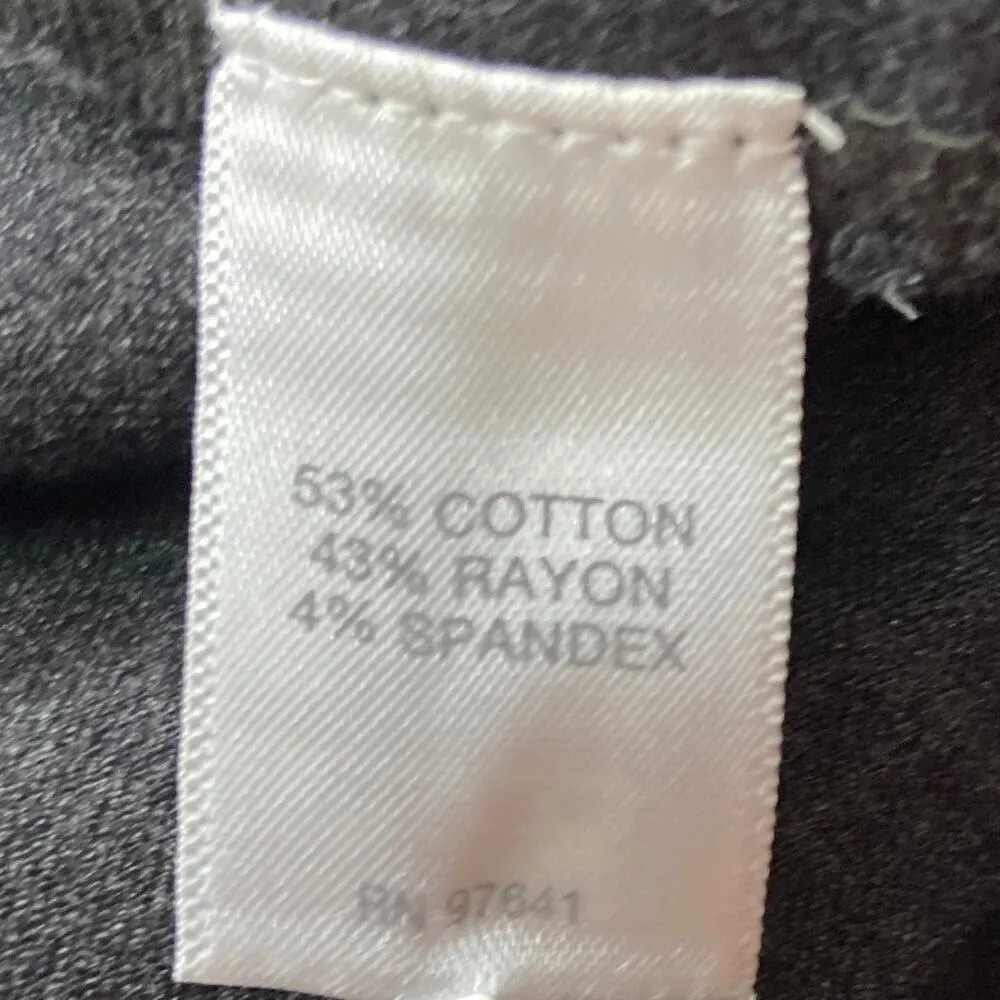 53% COTTON
43% RAYON
4% SPANDEX
RN 97641